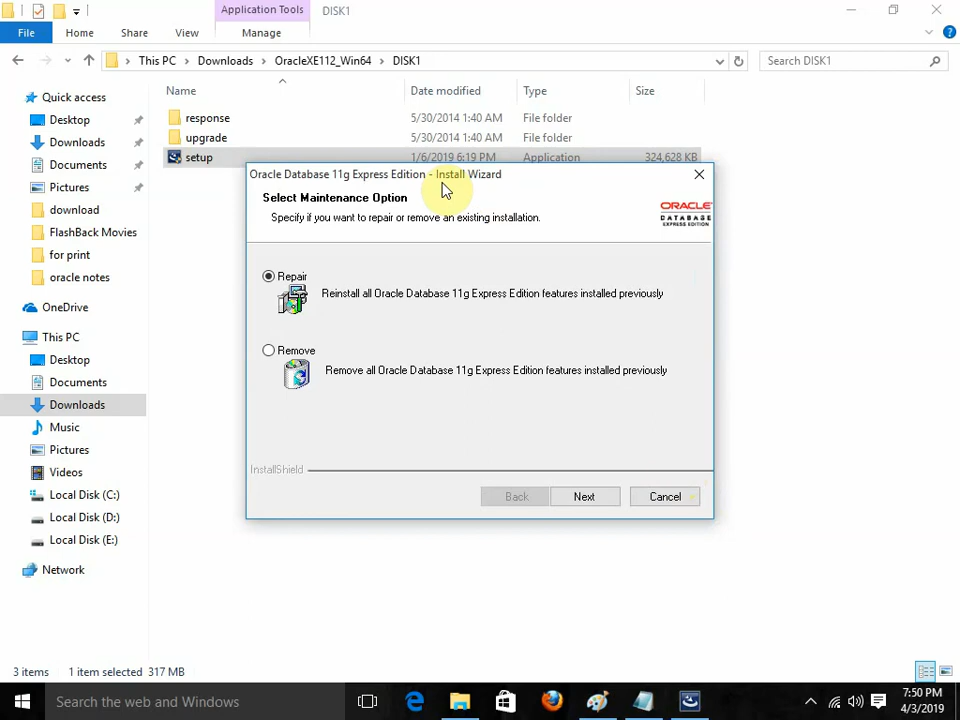 Application Tools
DISK1
File
Home
Share
View
Manage
This PC
Downloads
OracleXE112_Win64
DISK1
Search DISK1
Name
Date modified
Type
Size
response
5/30/2014 1:40 AM
File folder
upgrade
5/30/2014 1:40 AM
File folder
setup
1/6/2019 6:19 PM
Application
324,628 KB
Quick access
Desktop
Downloads
Documents
Pictures
download
FlashBack Movies
for print
oracle notes
OneDrive
This PC
Desktop
Documents
Downloads
Music
Pictures
Videos
Local Disk (C:)
Local Disk (D:)
Local Disk (E:)
Network
Oracle Database 11g Express Edition - Install Wizard
Select Maintenance Option
Specify if you want to repair or remove an existing installation.
ORACLE
DATABASE
EXPRESS EDITION
Repair
Reinstall all Oracle Database 11g Express Edition features installed previously
Remove
Remove all Oracle Database 11g Express Edition features installed previously
InstallShield
Back
Next
Cancel
3 items
1 item selected 317 MB
Search the web and Windows
7:50 PM
4/3/2019